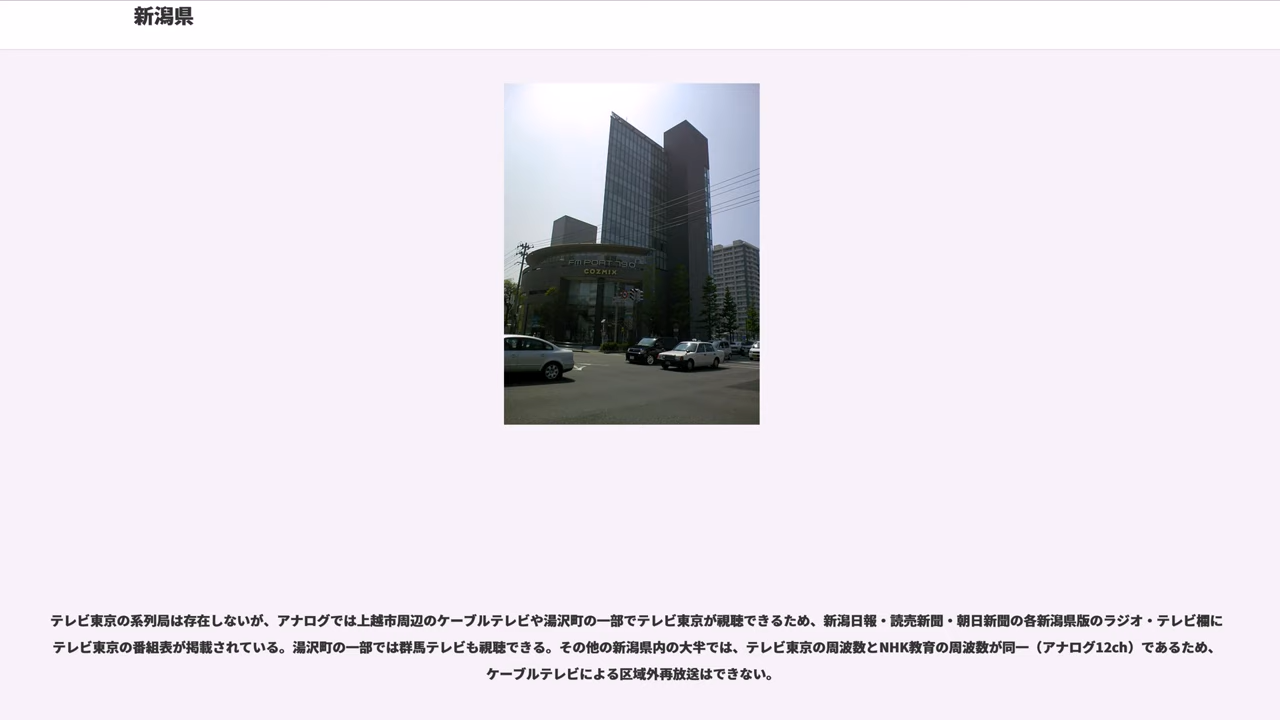 新潟県
FM PORT 79.0
COZMIX
テレビ東京の系列局は存在しないが、アナログでは上越市周辺のケーブルテレビや湯沢町の一部でテレビ東京が視聴できるため、新潟日報・読売新聞・朝日新聞の各新潟県版のラジオ・テレビ欄に
テレビ東京の番組表が掲載されている。湯沢町の一部では群馬テレビも視聴できる。その他の新潟県内の大半では、テレビ東京の周波数とNHK教育の周波数が同一（アナログ12ch）であるため、
ケーブルテレビによる区域外再放送はできない。